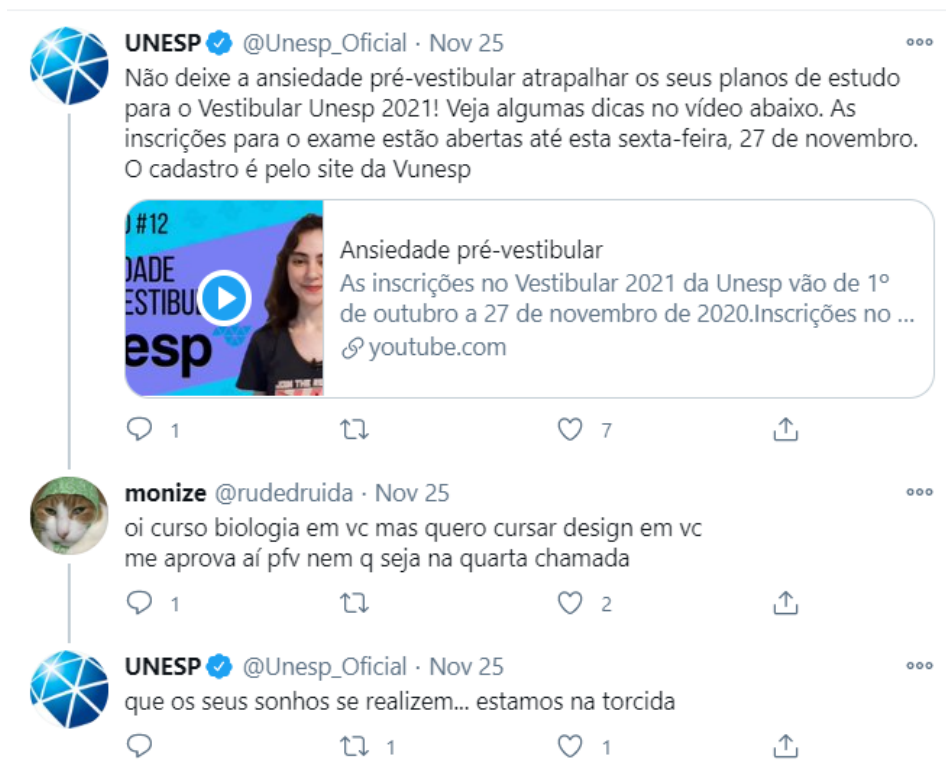 UNESP @Unesp_Oficial · Nov 25
Não deixe a ansiedade pré-vestibular atrapalhar os seus planos de estudo
para o Vestibular Unesp 2021! Veja algumas dicas no vídeo abaixo. As
inscrições para o exame estão abertas até esta sexta-feira, 27 de novembro.
O cadastro é pelo site da Vunesp
#12
DADE
ESTIBU
esp
JOIN THE
Ansiedade pré-vestibular
As inscrições no Vestibular 2021 da Unesp vão de 1º
de outubro a 27 de novembro de 2020.Inscrições no ...
youtube.com
1 7
monize @rudedruida · Nov 25
oi curso biologia em vc mas quero cursar design em vc
me aprova aí pfv nem q seja na quarta chamada
1 2
UNESP @Unesp_Oficial · Nov 25
que os seus sonhos se realizem... estamos na torcida
1 1